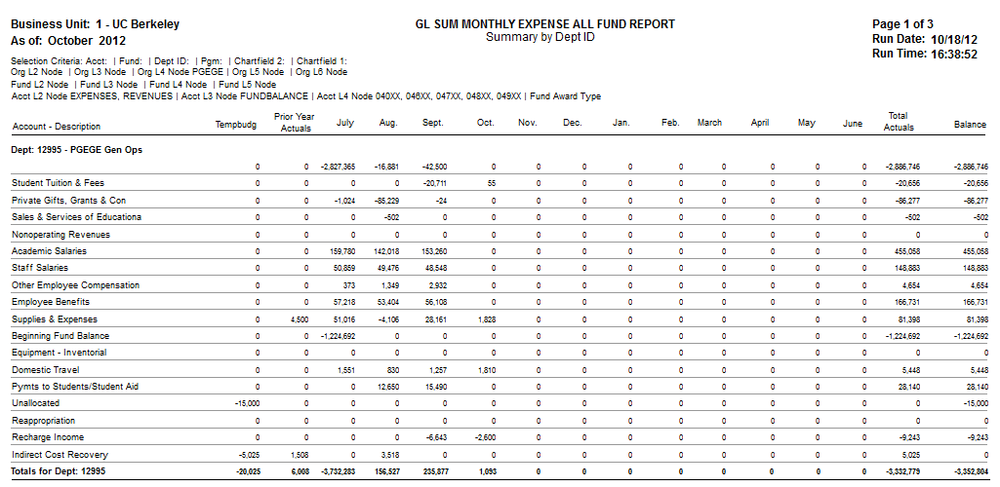 Business Unit: 1 - UC Berkeley
GL SUM MONTHLY EXPENSE ALL FUND REPORT
Page 1 of 3
As of: October 2012
Summary by Dept ID
Run Date: 10/18/12
Run Time: 16:38:52
Selection Criteria: Acct: | Fund: | Dept ID: | Pgm: | Chartfield 2: | Chartfield 1:
Org L2 Node | Org L3 Node | Org L4 Node PGEGE | Org L5 Node | Org L6 Node
Fund L2 Node | Fund L3 Node | Fund L4 Node | Fund L5 Node
Acct L2 Node EXPENSES, REVENUES | Acct L3 Node FUNDBALANCE | Acct L4 Node 040XX, 046XX, 047XX, 048XX, 049XX | Fund Award Type
Account - Description Tempbudg Prior Year Actuals July Aug. Sept. Oct. Nov. Dec. Jan. Feb. March April May June Total Actuals Balance
Dept: 12995 - PGEGE Gen Ops
0 0 -2,827,365 -16,881 -42,500 0 0 0 0 0 0 0 0 0 -2,886,746 -2,886,746
Student Tuition & Fees 0 0 0 0 -20,711 55 0 0 0 0 0 0 0 0 -20,656 -20,656
Private Gifts, Grants & Con 0 0 -1,024 -85,229 -24 0 0 0 0 0 0 0 0 0 -86,277 -86,277
Sales & Services of Educationa 0 0 0 -502 0 0 0 0 0 0 0 0 0 0 -502 -502
Nonoperating Revenues 0 0 0 0 0 0 0 0 0 0 0 0 0 0 0 0
Academic Salaries 0 0 159,780 142,018 153,260 0 0 0 0 0 0 0 0 0 455,058 455,058
Staff Salaries 0 0 50,859 49,476 48,548 0 0 0 0 0 0 0 0 0 148,883 148,883
Other Employee Compensation 0 0 373 1,349 2,932 0 0 0 0 0 0 0 0 0 4,654 4,654
Employee Benefits 0 0 57,218 53,404 56,108 0 0 0 0 0 0 0 0 0 166,731 166,731
Supplies & Expenses 0 4,500 51,016 -4,106 28,161 1,828 0 0 0 0 0 0 0 0 81,398 81,398
Beginning Fund Balance 0 0 -1,224,692 0 0 0 0 0 0 0 0 0 0 0 -1,224,692 -1,224,692
Equipment - Inventorial 0 0 0 0 0 0 0 0 0 0 0 0 0 0 0 0
Domestic Travel 0 0 1,551 830 1,257 1,810 0 0 0 0 0 0 0 0 5,448 5,448
Pymts to Students/Student Aid 0 0 0 12,650 15,490 0 0 0 0 0 0 0 0 0 28,140 28,140
Unallocated -15,000 0 0 0 0 0 0 0 0 0 0 0 0 0 0 -15,000
Reappropriation 0 0 0 0 0 0 0 0 0 0 0 0 0 0 0 0
Recharge Income 0 0 0 0 -6,643 -2,600 0 0 0 0 0 0 0 0 -9,243 -9,243
Indirect Cost Recovery -5,025 1,508 0 3,518 0 0 0 0 0 0 0 0 0 0 5,025 0
Totals for Dept: 12995 -20,025 6,008 -3,732,283 156,527 235,877 1,093 0 0 0 0 0 0 0 0 -3,332,779 -3,352,804